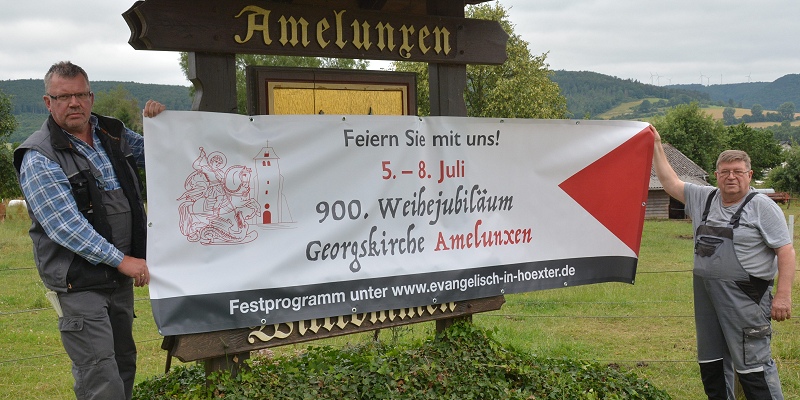 Amelunxen
Feiern Sie mit uns!
5. – 8. Juli
900. Weihejubiläum
Georgskirche Amelunxen
Festprogramm unter www.evangelisch-in-hoexter.de
Willkommen